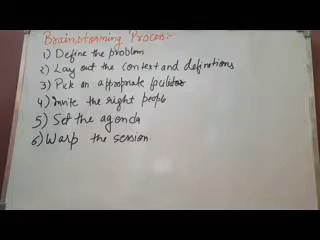 Brainstorming Process:-
1) Define the problem
2) Lay out the context and definitions
3) Pick an appropriate facilitor
4) Invite the right people
5) Set the agenda
6) Warp the session